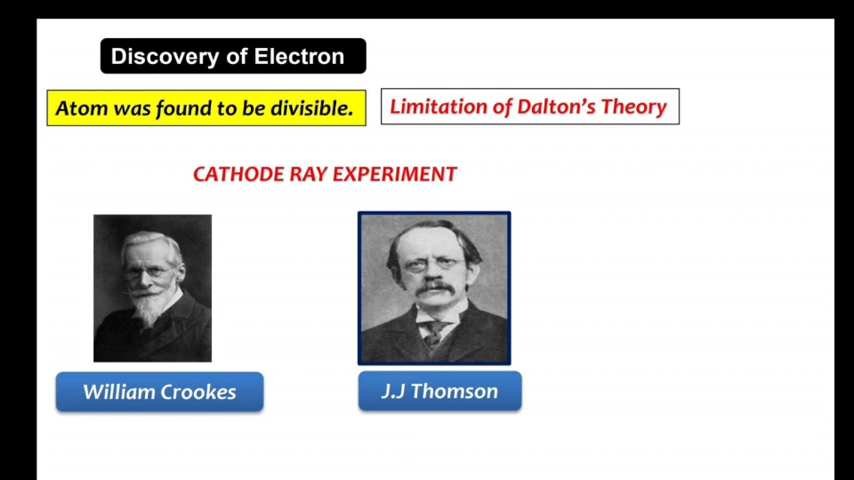 Discovery of Electron
Atom was found to be divisible.
Limitation of Dalton's Theory
CATHODE RAY EXPERIMENT
William Crookes
J.J Thomson